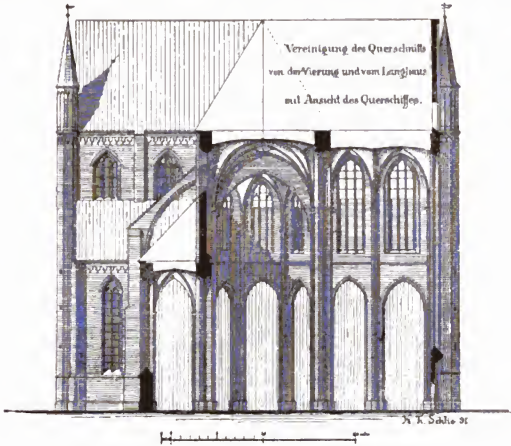 Vereinigung des Querschnitts
von der Vierung und vom Langhaus
mit Ansicht des Querschiffes.